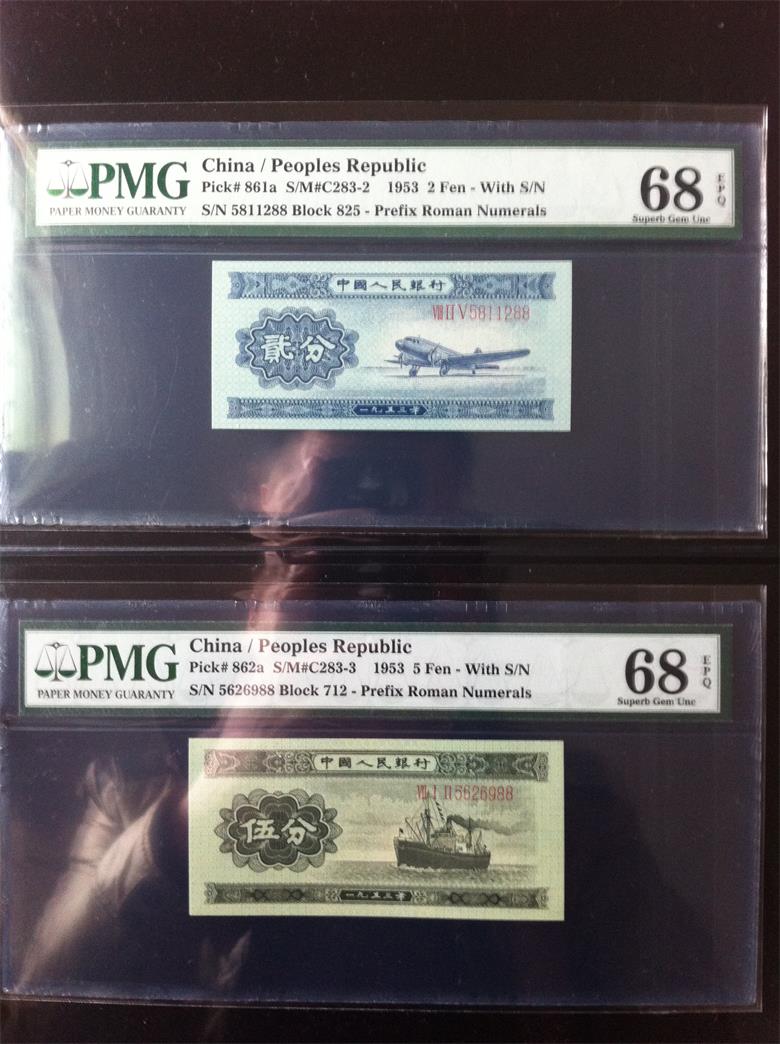 PMG
PAPER MONEY GUARANTY
China / Peoples Republic
Pick# 861a S/M#C283-2 1953 2 Fen - With S/N
S/N 5811288 Block 825 - Prefix Roman Numerals
68
EPQ
Superb Gem Unc
中國人民銀行
VIII II V 5811288
貳分
一九五三年
PMG
PAPER MONEY GUARANTY
China / Peoples Republic
Pick# 862a S/M#C283-3 1953 5 Fen - With S/N
S/N 5626988 Block 712 - Prefix Roman Numerals
68
EPQ
Superb Gem Unc
中國人民銀行
VII I II 5626988
伍分
一九五三年